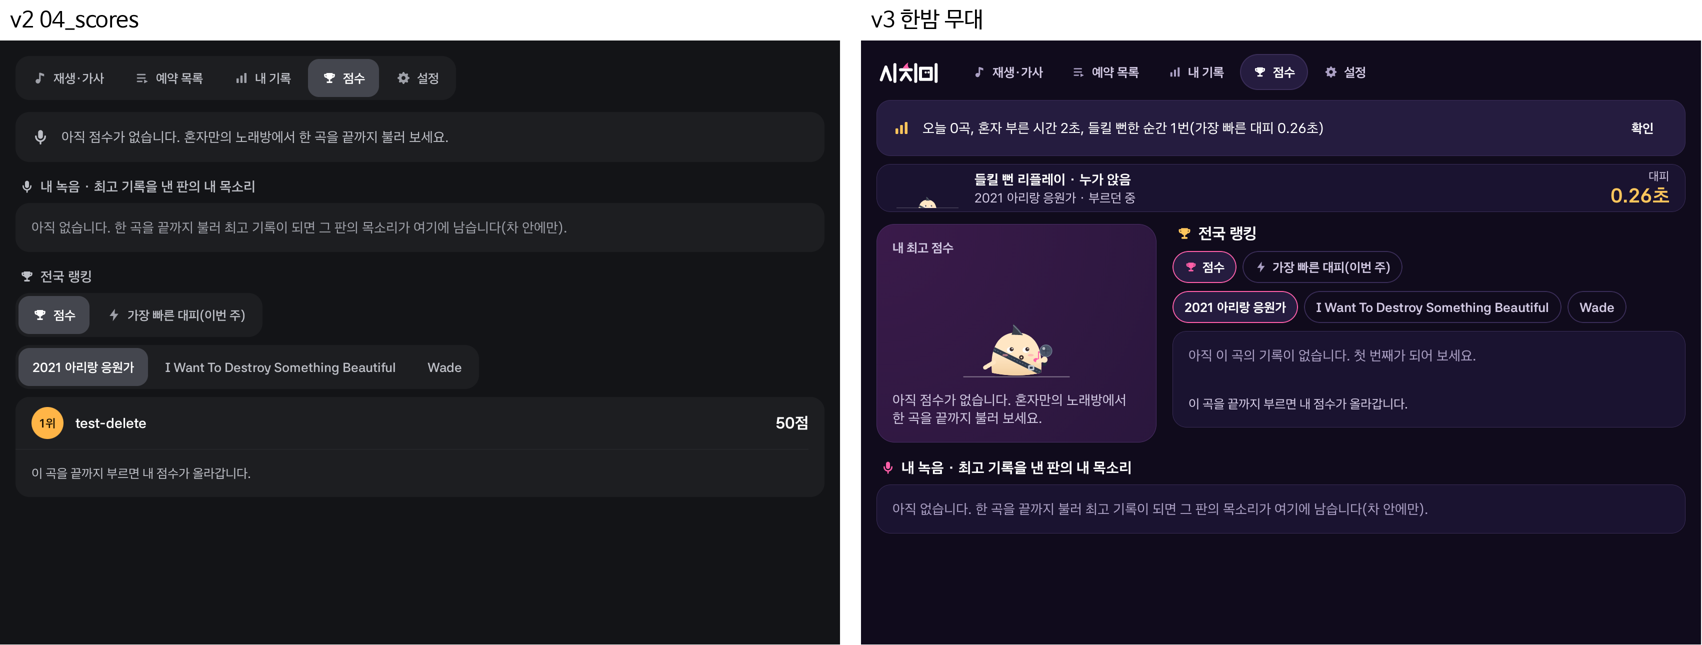 v2 04_scores
재생·가사
예약 목록
내 기록
점수
설정
아직 점수가 없습니다. 혼자만의 노래방에서 한 곡을 끝까지 불러 보세요.
내 녹음 · 최고 기록을 낸 판의 내 목소리
아직 없습니다. 한 곡을 끝까지 불러 최고 기록이 되면 그 판의 목소리가 여기에 남습니다(차 안에만).
전국 랭킹
점수
가장 빠른 대피(이번 주)
2021 아리랑 응원가
I Want To Destroy Something Beautiful
Wade
1위
test-delete
50점
이 곡을 끝까지 부르면 내 점수가 올라갑니다.
v3 한밤 무대
시치미
재생·가사
예약 목록
내 기록
점수
설정
오늘 0곡, 혼자 부른 시간 2초, 들킬 뻔한 순간 1번(가장 빠른 대피 0.26초)
확인
들킬 뻔 리플레이 · 누가 앉음
2021 아리랑 응원가 · 부르던 중
대피
0.26초
내 최고 점수
아직 점수가 없습니다. 혼자만의 노래방에서
한 곡을 끝까지 불러 보세요.
전국 랭킹
점수
가장 빠른 대피(이번 주)
2021 아리랑 응원가
I Want To Destroy Something Beautiful
Wade
아직 이 곡의 기록이 없습니다. 첫 번째가 되어 보세요.
이 곡을 끝까지 부르면 내 점수가 올라갑니다.
내 녹음 · 최고 기록을 낸 판의 내 목소리
아직 없습니다. 한 곡을 끝까지 불러 최고 기록이 되면 그 판의 목소리가 여기에 남습니다(차 안에만).